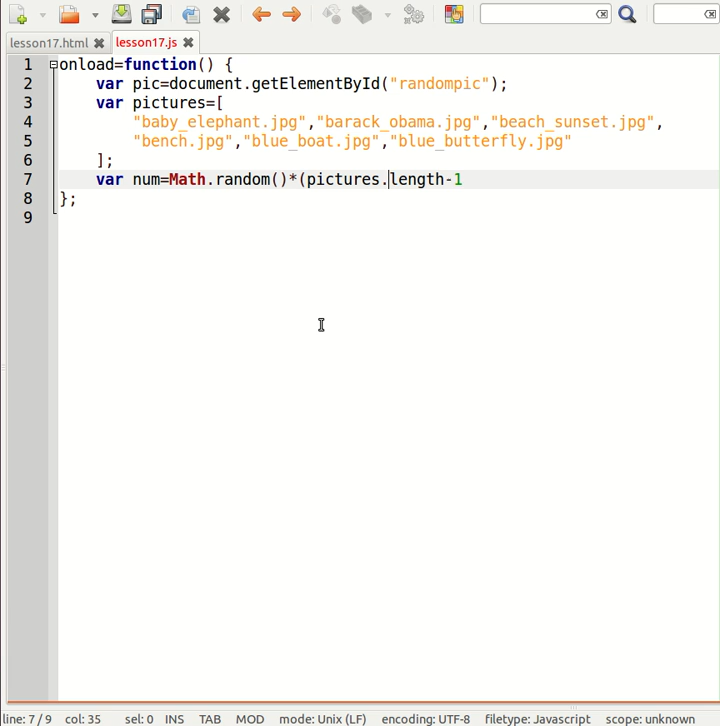 lesson17.html lesson17.js
1 onload=function() {
2 var pic=document.getElementById("randompic");
3 var pictures=[
4 "baby_elephant.jpg","barack_obama.jpg","beach_sunset.jpg",
5 "bench.jpg","blue_boat.jpg","blue_butterfly.jpg"
6 ];
7 var num=Math.random()*(pictures.length-1
8 };
9
line: 7 / 9 col: 35 sel: 0 INS TAB MOD mode: Unix (LF) encoding: UTF-8 filetype: Javascript scope: unknown